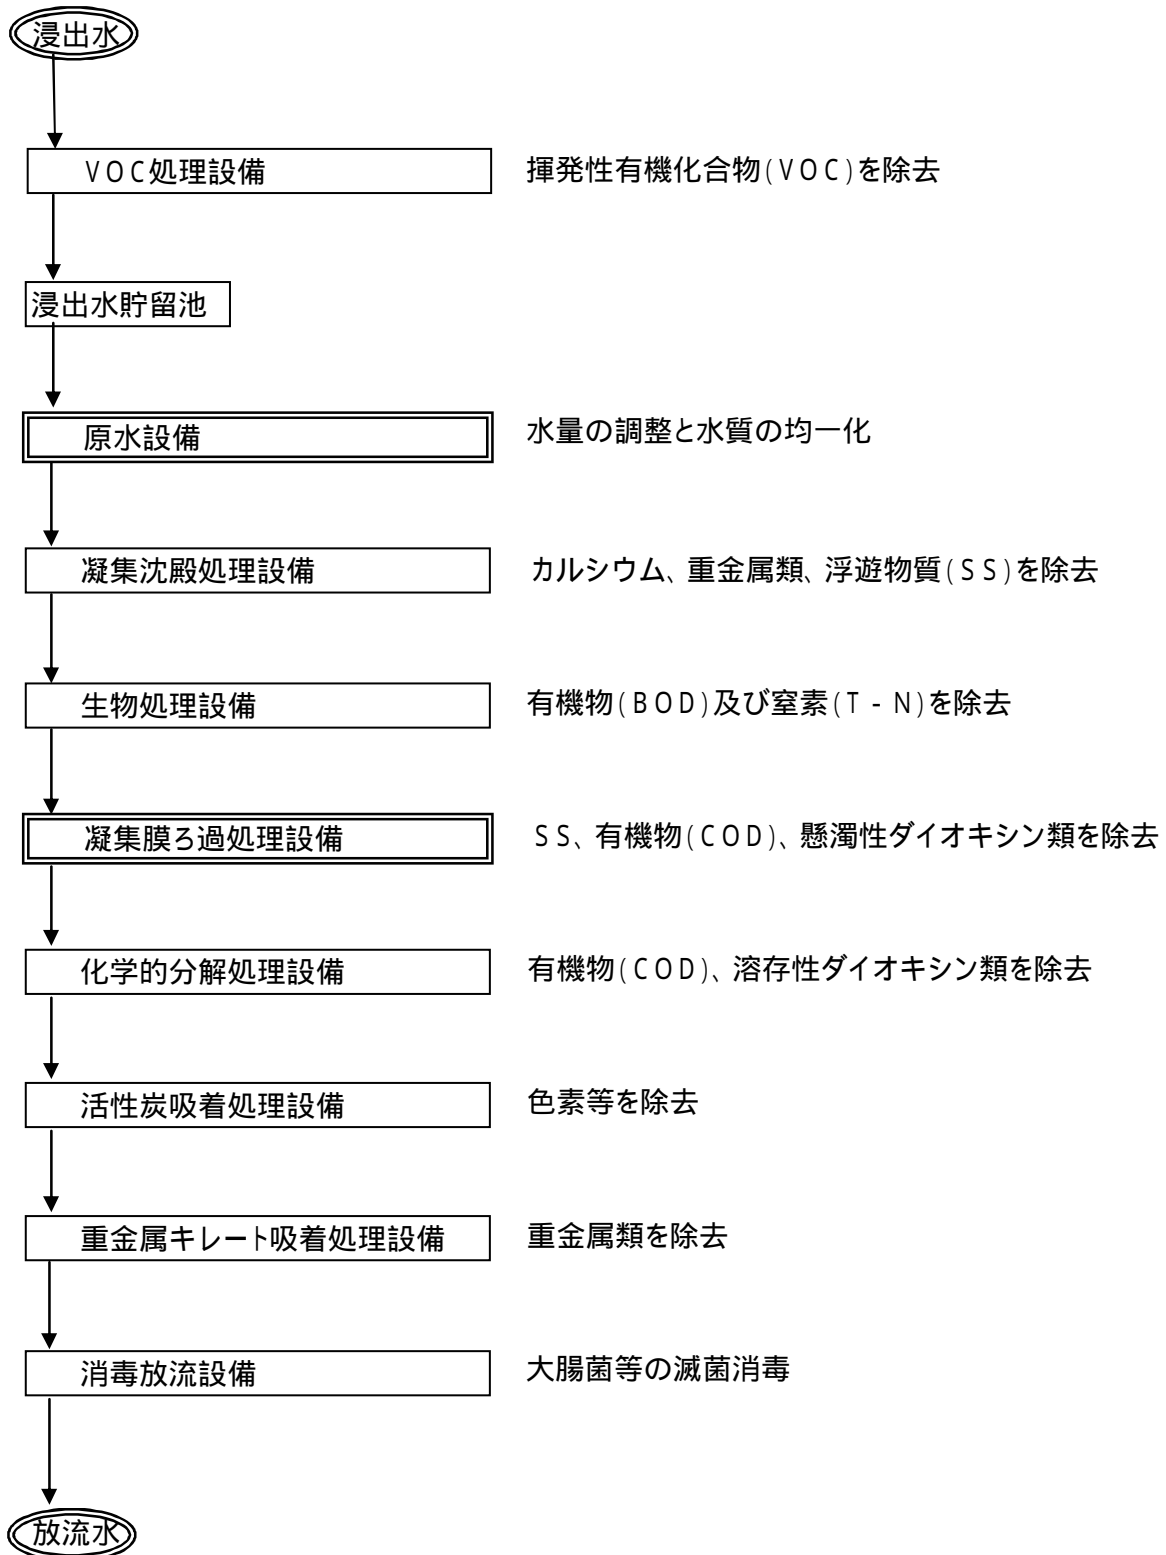 浸出水
VOC処理設備
揮発性有機化合物(VOC)を除去
浸出水貯留池
原水設備
水量の調整と水質の均一化
凝集沈殿処理設備
カルシウム、重金属類、浮遊物質(SS)を除去
生物処理設備
有機物(BOD)及び窒素(T-N)を除去
凝集膜ろ過処理設備
SS、有機物(COD)、懸濁性ダイオキシン類を除去
化学的分解処理設備
有機物(COD)、溶存性ダイオキシン類を除去
活性炭吸着処理設備
色素等を除去
重金属キレート吸着処理設備
重金属類を除去
消毒放流設備
大腸菌等の滅菌消毒
放流水